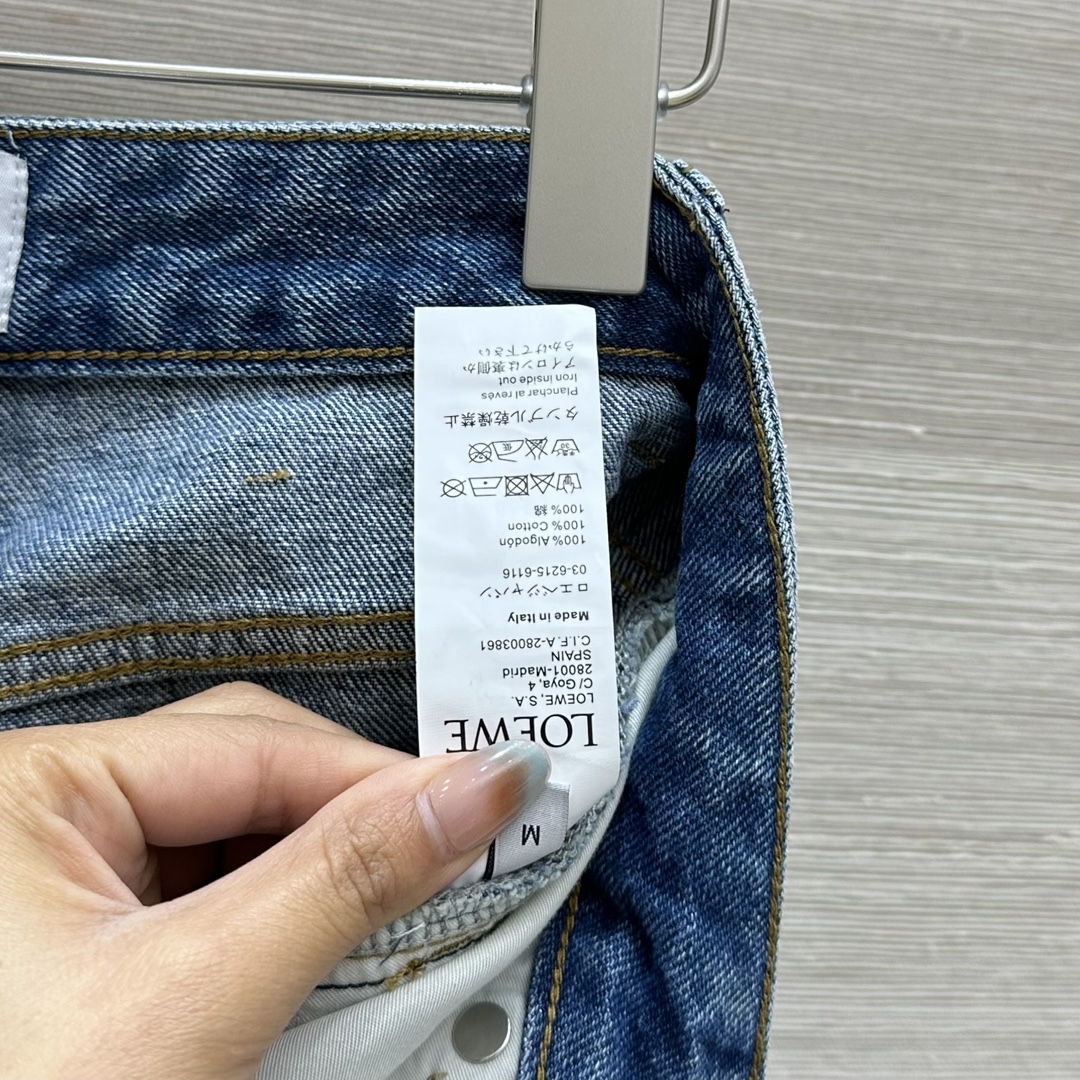 M
LOEWE
LOEWE, S.A.
C/ Goya, 4
28001-Madrid
SPAIN
C.I.F.A-28003861
Made in Italy
ロエベジャパン
03-6215-6116
100% Algodón
100% Cotton
100% 綿
低
タンブル乾燥禁止
Planchar al revés
Iron inside out
アイロンは裏側か
らかけて下さい